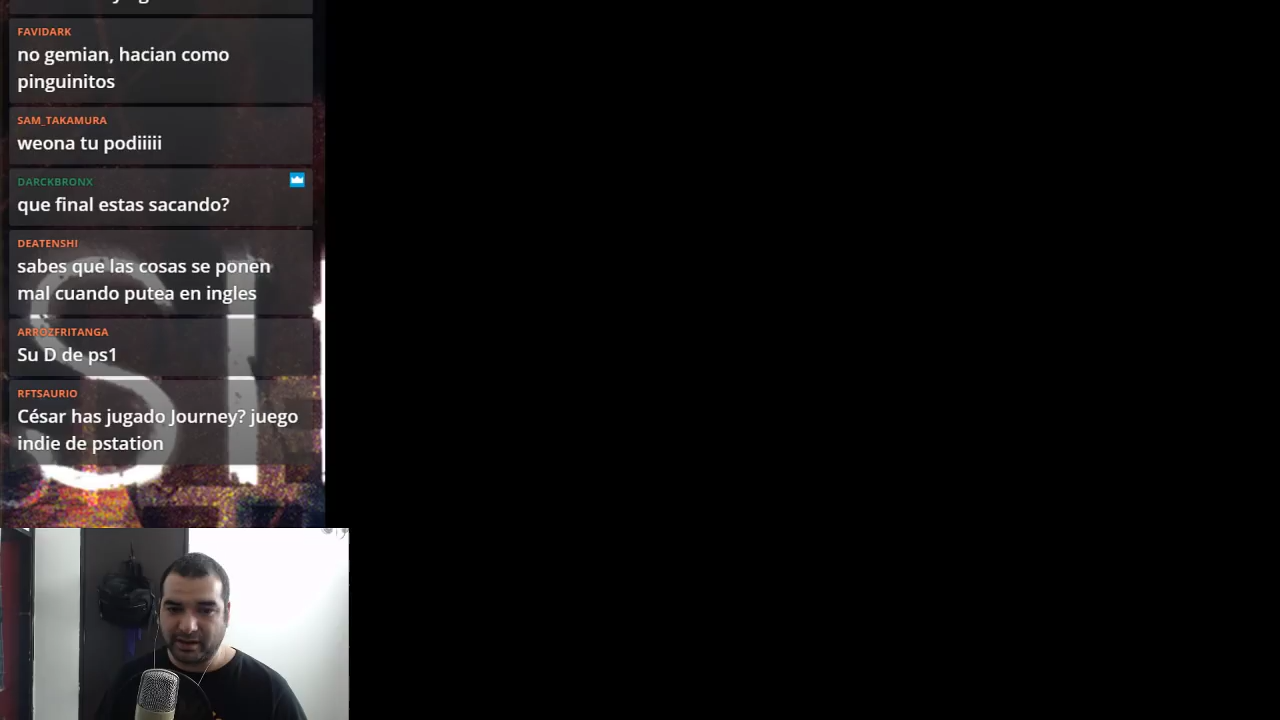 FAVIDARK
no gemian, hacian como
pinguinitos
SAM_TAKAMURA
weona tu podiiiii
DARCKBRONX
que final estas sacando?
DEATENSHI
sabes que las cosas se ponen
mal cuando putea en ingles
ARROZFRITANGA
Su D de ps1
RFTSAURIO
César has jugado Journey? juego
indie de pstation